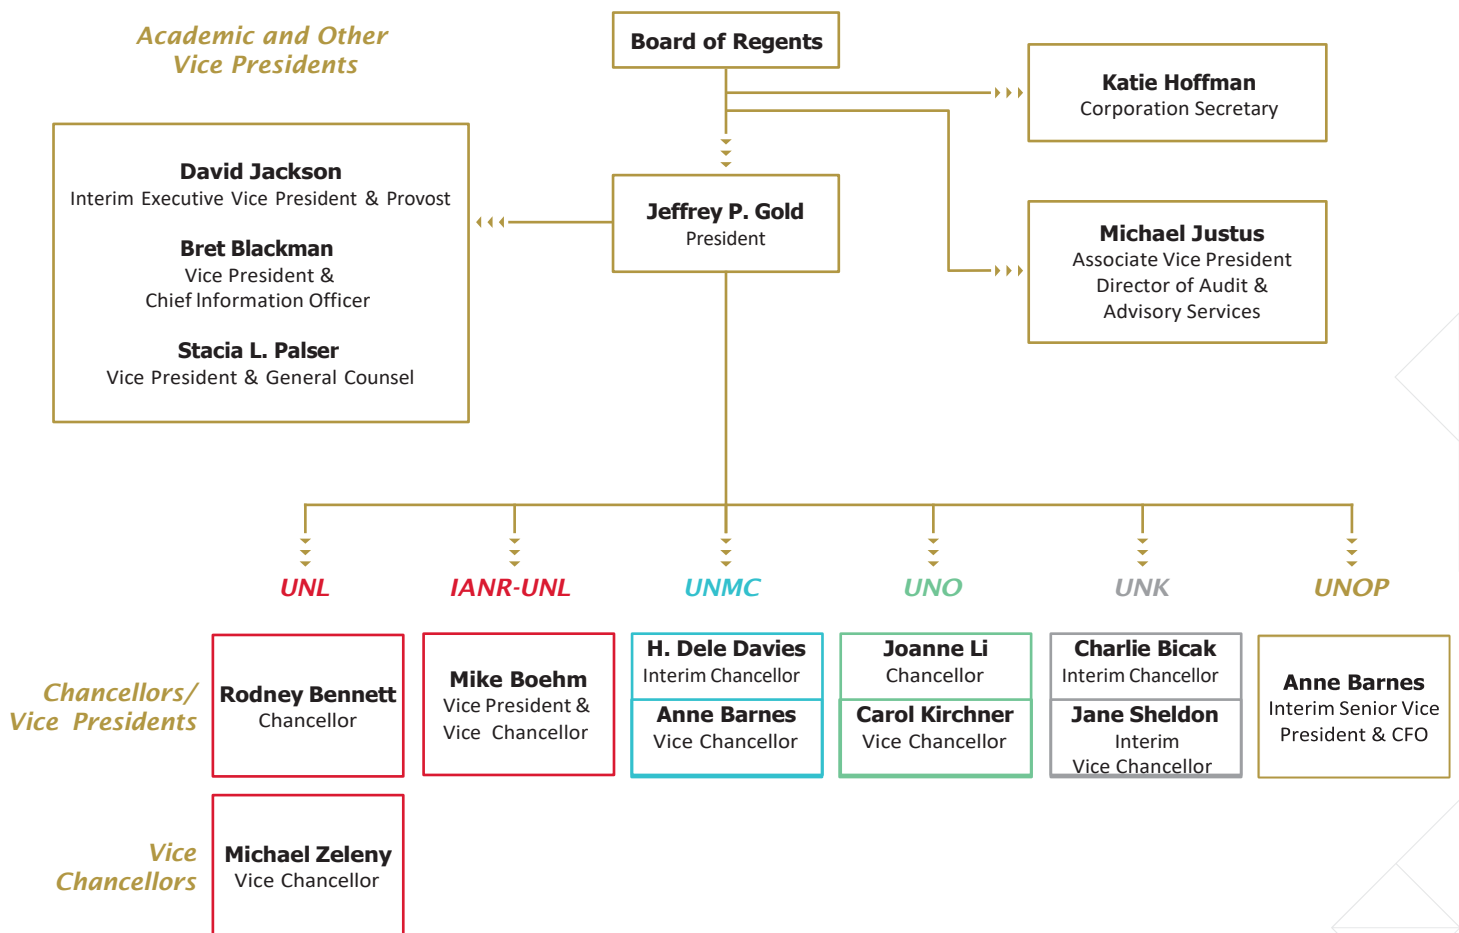 Academic and Other
Vice Presidents
Board of Regents
Katie Hoffman
Corporation Secretary
David Jackson
Interim Executive Vice President & Provost
Bret Blackman
Vice President &
Chief Information Officer
Stacia L. Palser
Vice President & General Counsel
Jeffrey P. Gold
President
Michael Justus
Associate Vice President
Director of Audit &
Advisory Services
UNL
IANR-UNL
UNMC
UNO
UNK
UNOP
Chancellors/
Vice Presidents
Rodney Bennett
Chancellor
Mike Boehm
Vice President &
Vice Chancellor
H. Dele Davies
Interim Chancellor
Anne Barnes
Vice Chancellor
Joanne Li
Chancellor
Carol Kirchner
Vice Chancellor
Charlie Bicak
Interim Chancellor
Jane Sheldon
Interim
Vice Chancellor
Anne Barnes
Interim Senior Vice
President & CFO
Vice
Chancellors
Michael Zeleny
Vice Chancellor